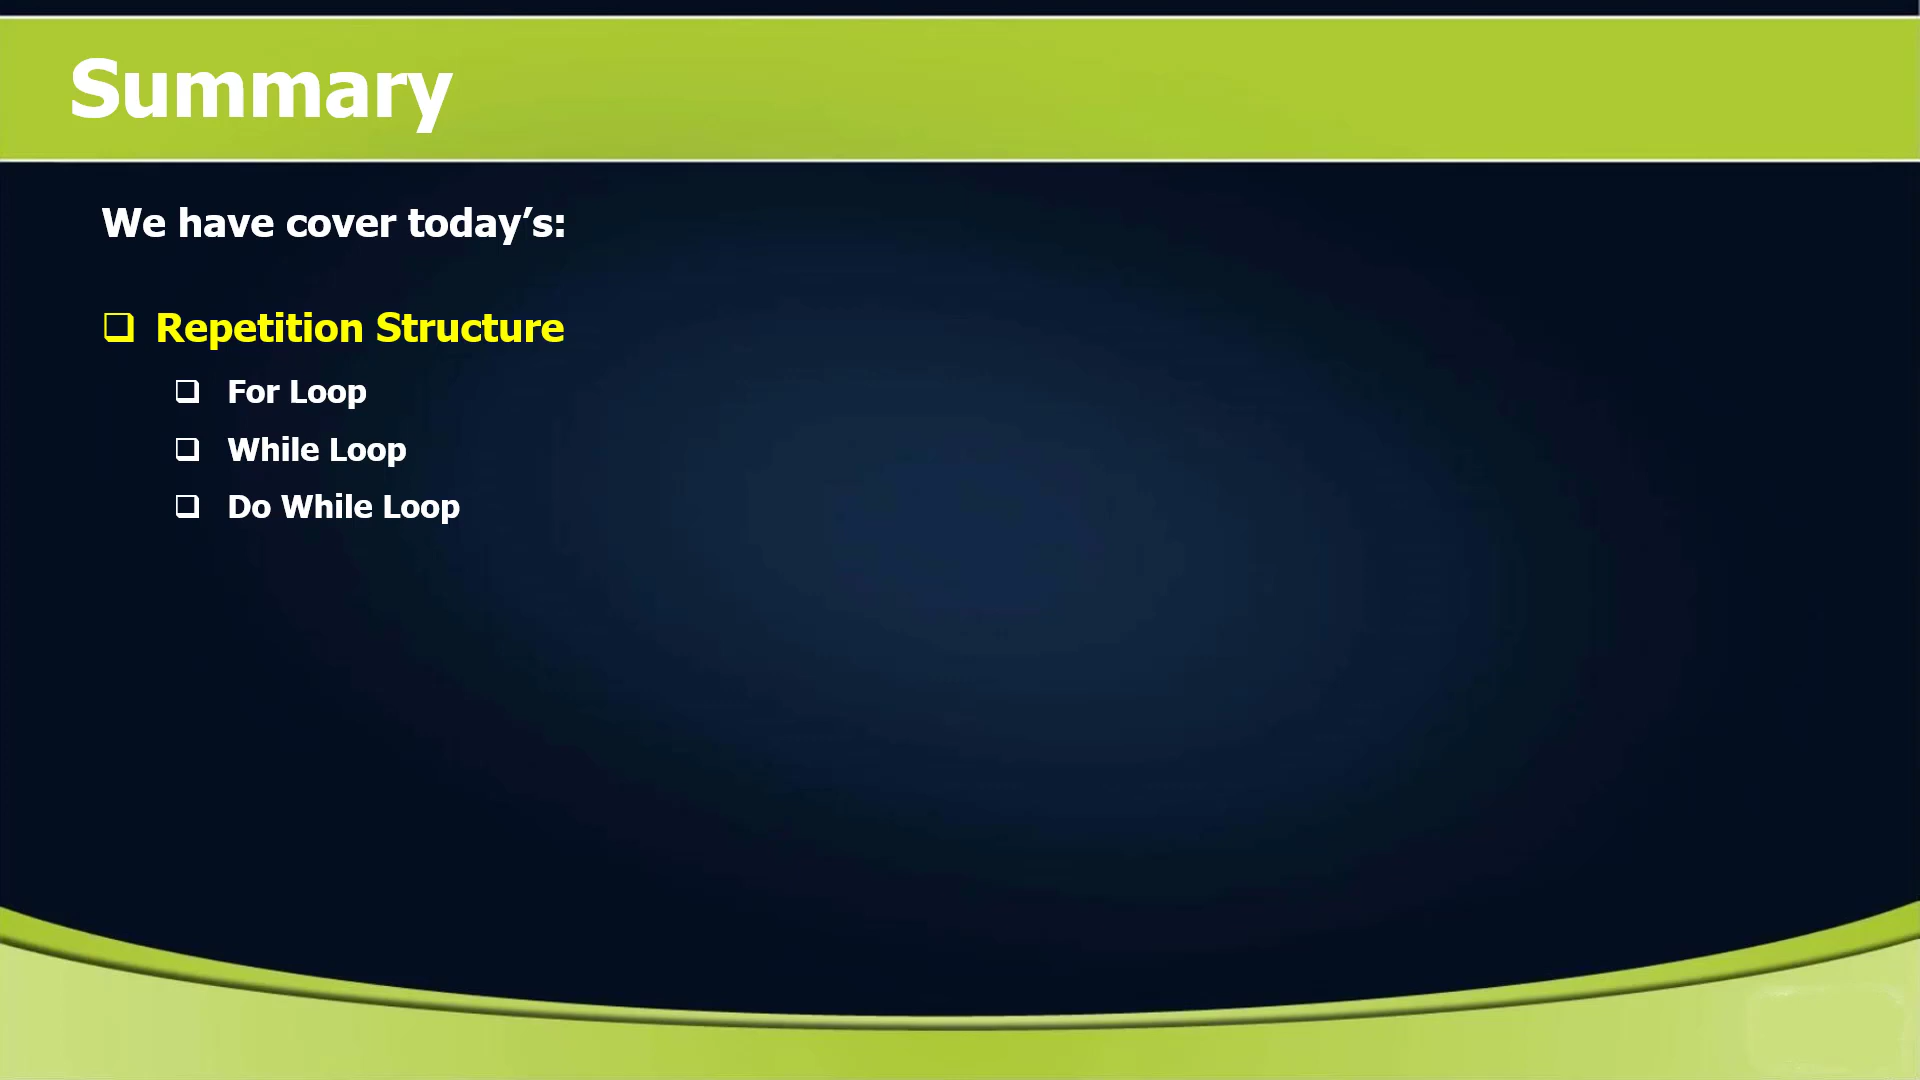 Summary
We have cover today’s:
❑ Repetition Structure
❑ For Loop
❑ While Loop
❑ Do While Loop